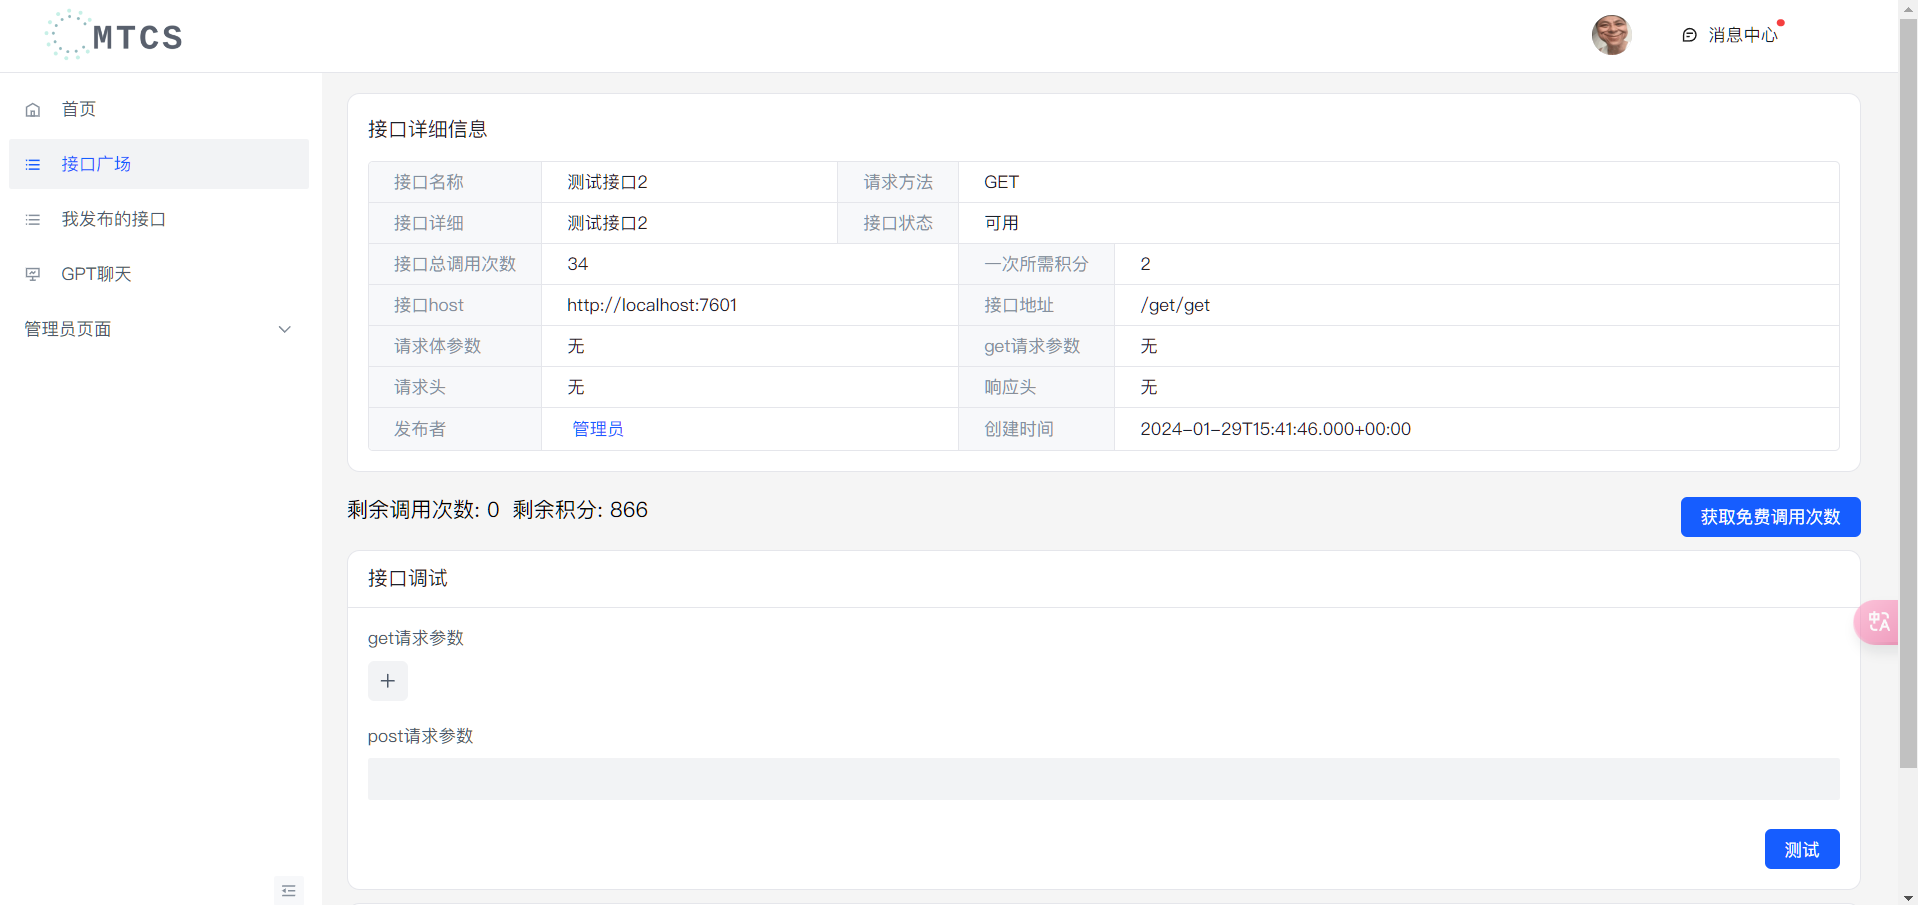 MTCS
消息中心
首页
接口广场
我发布的接口
GPT聊天
管理员页面
接口详细信息
接口名称 测试接口2 请求方法 GET
接口详细 测试接口2 接口状态 可用
接口总调用次数 34 一次所需积分 2
接口host http://localhost:7601 接口地址 /get/get
请求体参数 无 get请求参数 无
请求头 无 响应头 无
发布者 管理员 创建时间 2024-01-29T15:41:46.000+00:00
剩余调用次数: 0 剩余积分: 866
获取免费调用次数
接口调试
get请求参数
post请求参数
测试